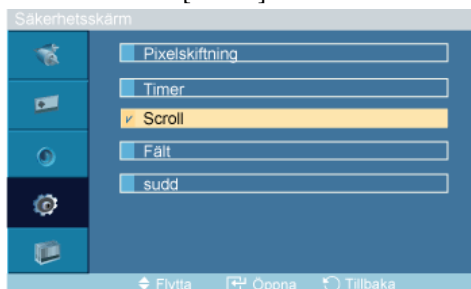 Säkerhetsskärm
Pixelskiftning
Timer
Scroll
Fält
sudd
Flytta Öppna Tillbaka